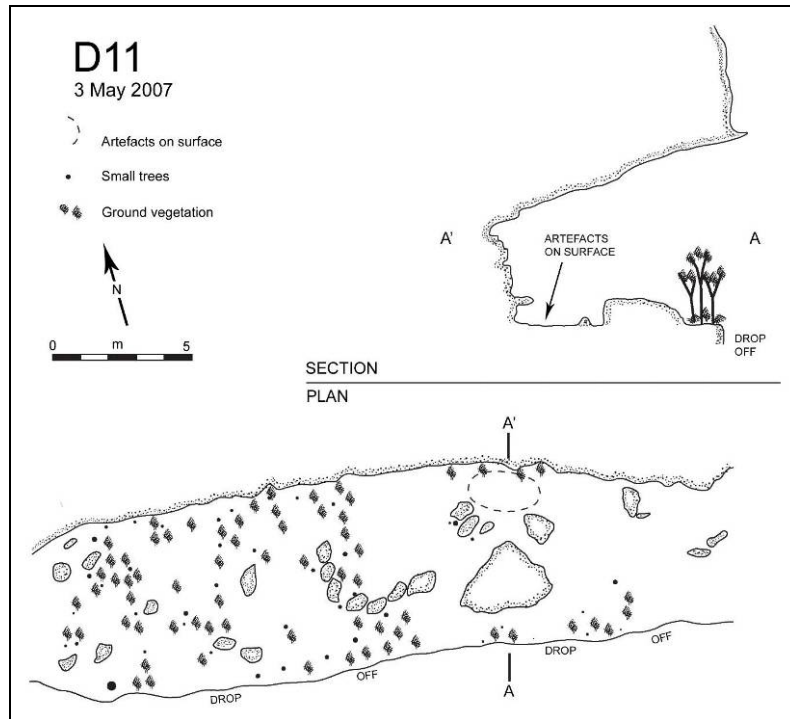 D11
3 May 2007
Artefacts on surface
Small trees
Ground vegetation
N
0 m 5
A'
ARTEFACTS
ON SURFACE
A
DROP
OFF
SECTION
PLAN
A'
DROP
OFF
A
DROP
OFF